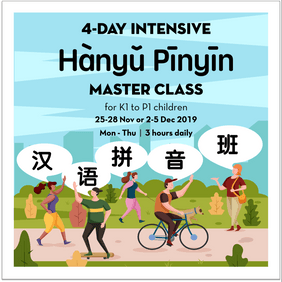 4-DAY INTENSIVE
Hànyǔ Pīnyīn
MASTER CLASS
for K1 to P1 children
25-28 Nov or 2-5 Dec 2019
Mon - Thu | 3 hours daily
汉 语 拼 音 班